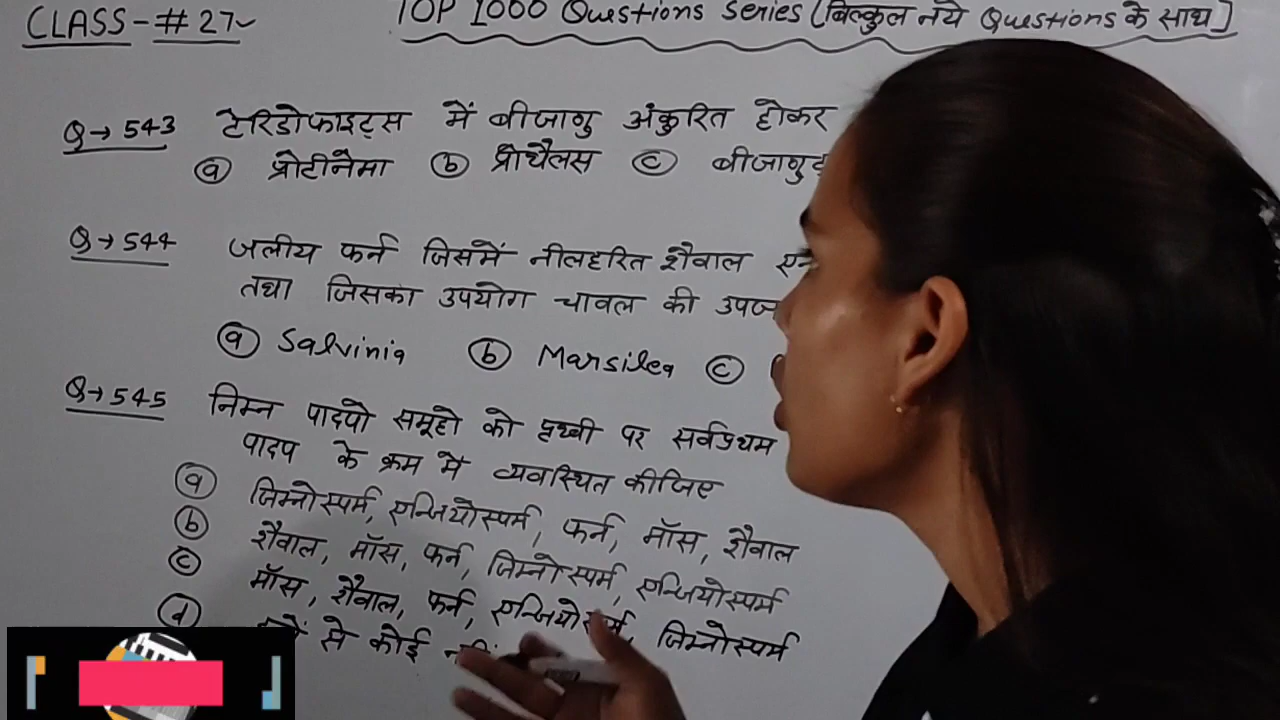 CLASS-#27~
TOP 1000 Questions series (बिल्कुल नये Questions के साथ]
Q→543 टेरिडोफाइट्स में बीजाणु अंकुरित होकर
ⓐ प्रोटीनेमा ⓑ प्रोथैलस ⓒ
Q→544 जलीय फर्न जिसमें नीलहरित शैवाल
तथा जिसका उपयोग चावल की उपज
ⓐ Salvinia ⓑ Marsilea ⓒ
Q→545 निम्न पादपो समूहो को पृथ्वी पर सर्वप्रथम
पादप के क्रम में व्यवस्थित कीजिए
ⓐ जिम्नोस्पर्म, एन्जियोस्पर्म, फर्न, मॉस, शैवाल
ⓑ शैवाल, मॉस, फर्न, जिम्नोस्पर्म, एन्जियोस्पर्म
ⓒ मॉस, शैवाल, फर्न, एन्जियोस्पर्म, जिम्नोस्पर्म
ⓓ से कोई